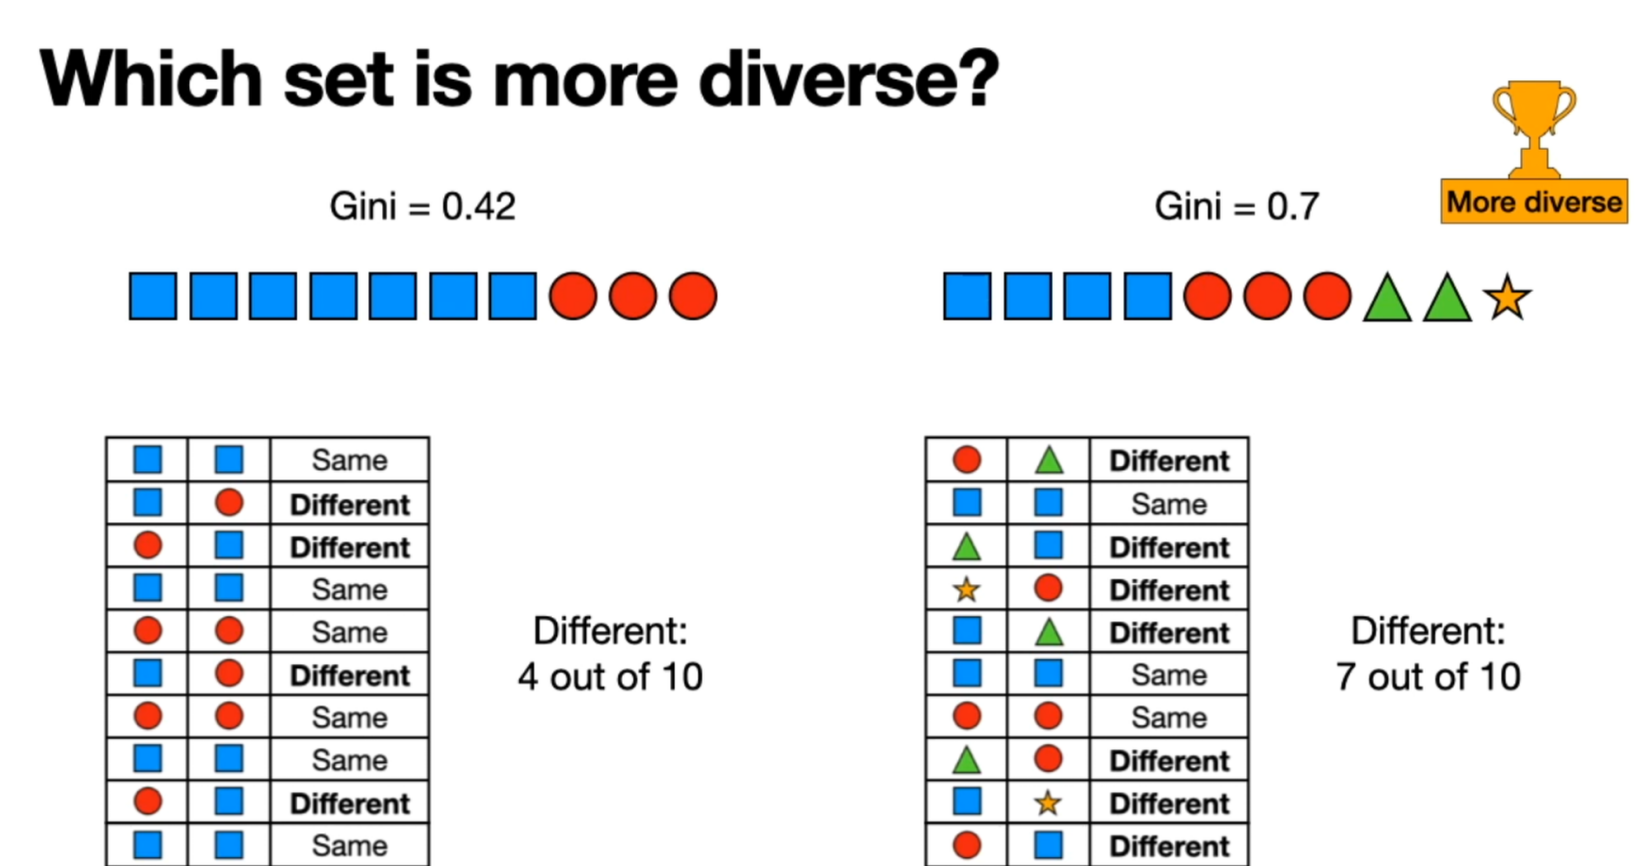 Which set is more diverse?
More diverse
Gini = 0.42
Gini = 0.7
Same
Different
Different
Same
Same
Different
Same
Same
Different
Same
Different:
4 out of 10
Different
Same
Different
Different
Different
Same
Same
Different
Different
Different
Different:
7 out of 10